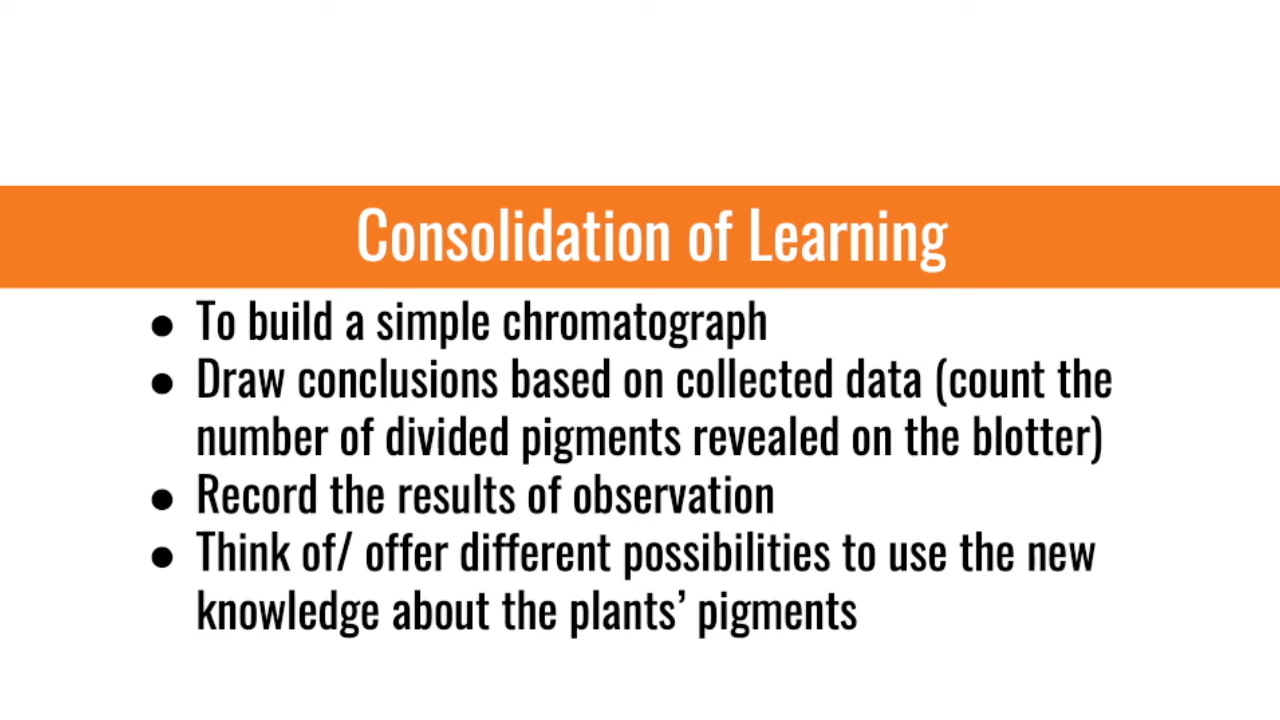 Consolidation of Learning
● To build a simple chromatograph
● Draw conclusions based on collected data (count the
number of divided pigments revealed on the blotter)
● Record the results of observation
● Think of/ offer different possibilities to use the new
knowledge about the plants’ pigments